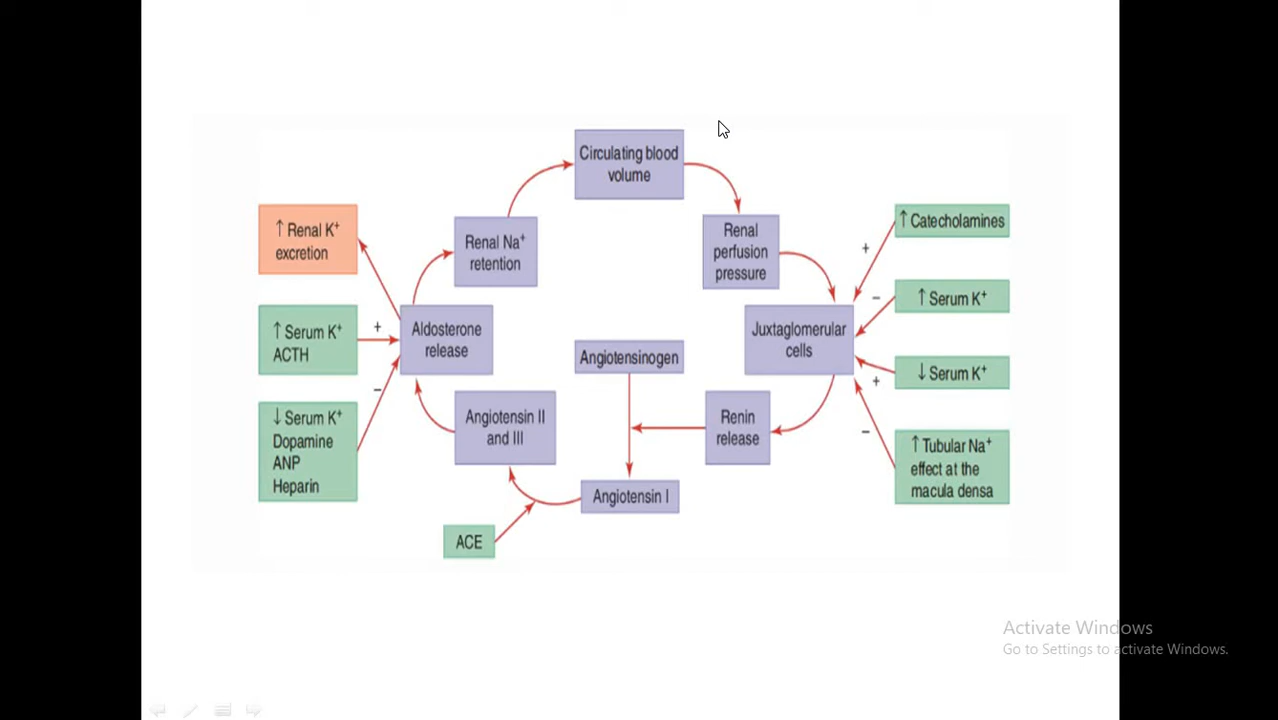 Circulating blood
volume
↑ Renal K⁺
excretion
Renal Na⁺
retention
Renal
perfusion
pressure
↑ Catecholamines
+
−
↑ Serum K⁺
↑ Serum K⁺
ACTH
+
Aldosterone
release
Angiotensinogen
Juxtaglomerular
cells
↓ Serum K⁺
+
−
↓ Serum K⁺
Dopamine
ANP
Heparin
Angiotensin II
and III
Renin
release
−
↑ Tubular Na⁺
effect at the
macula densa
Angiotensin I
ACE
Activate Windows
Go to Settings to activate Windows.